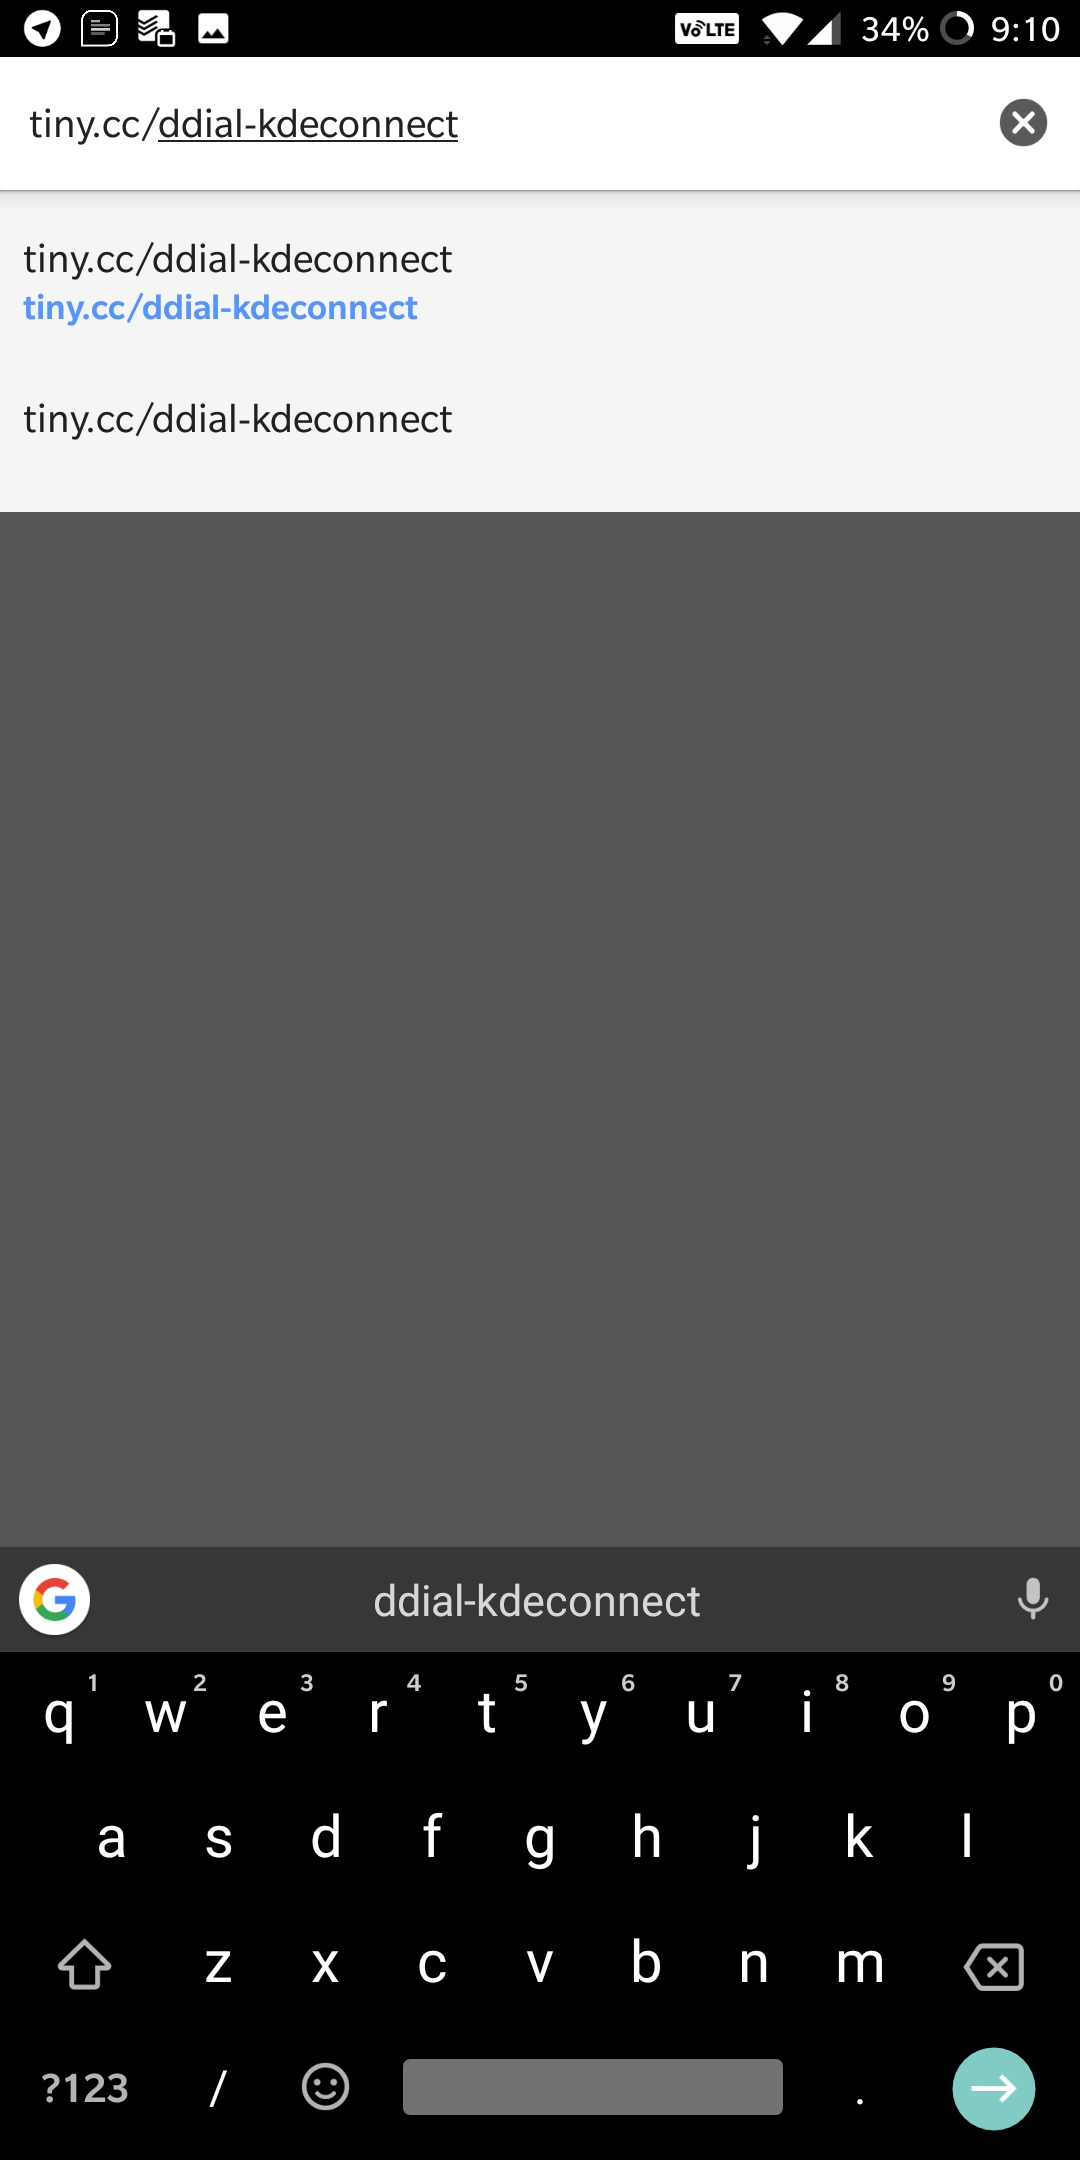 VoLTE 34% 9:10
tiny.cc/ddial-kdeconnect
tiny.cc/ddial-kdeconnect
tiny.cc/ddial-kdeconnect
tiny.cc/ddial-kdeconnect
G ddial-kdeconnect
q 1 w 2 e 3 r 4 t 5 y 6 u 7 i 8 o 9 p 0
a s d f g h j k l
z x c v b n m
?123 / .